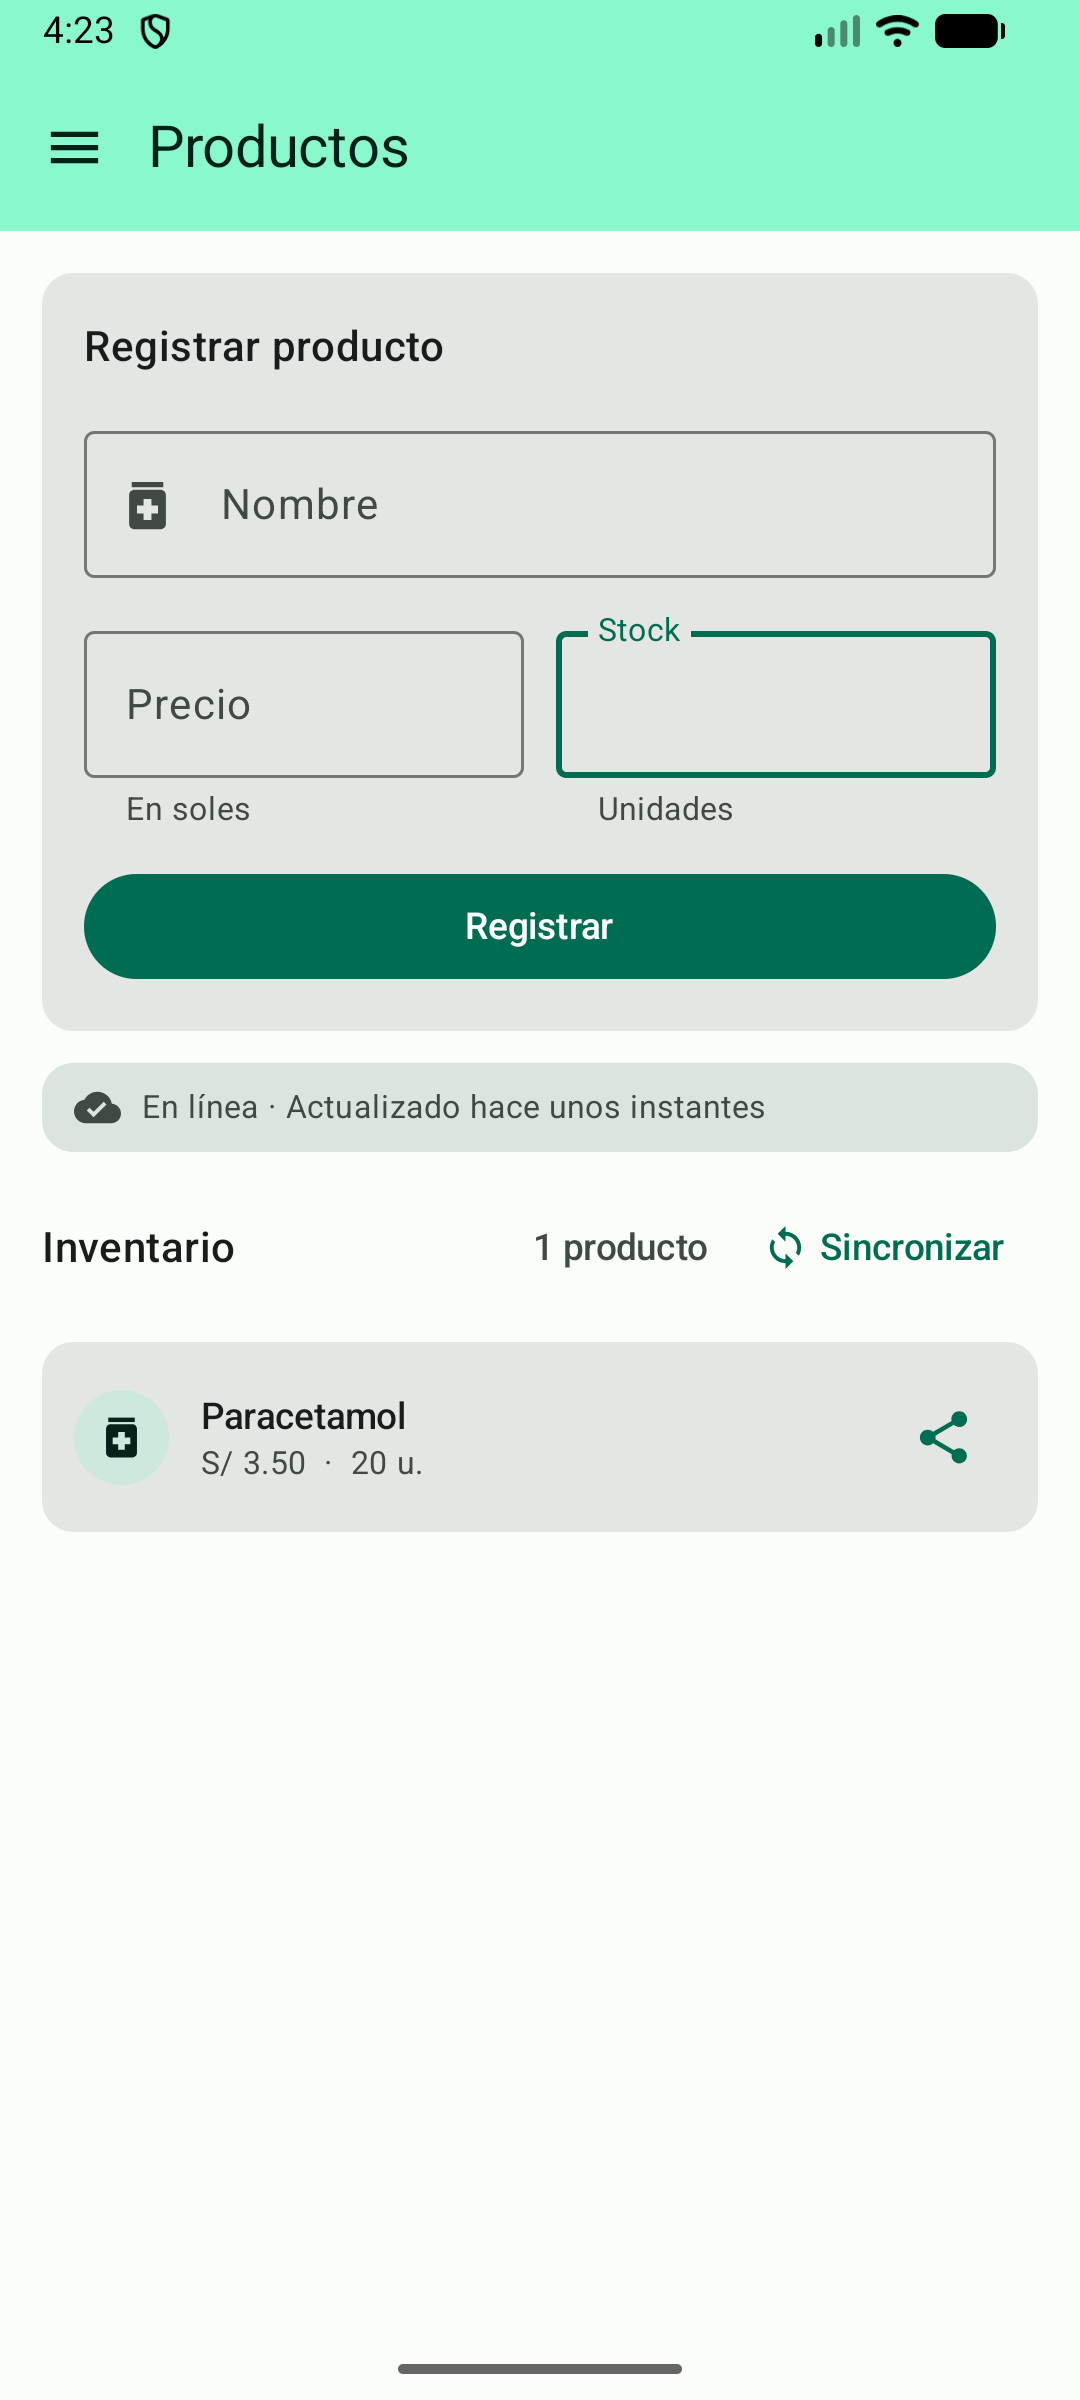 4:23
Productos
Registrar producto
Nombre
Precio
Stock
En soles
Unidades
Registrar
En línea · Actualizado hace unos instantes
Inventario
1 producto
Sincronizar
Paracetamol
S/ 3.50 · 20 u.